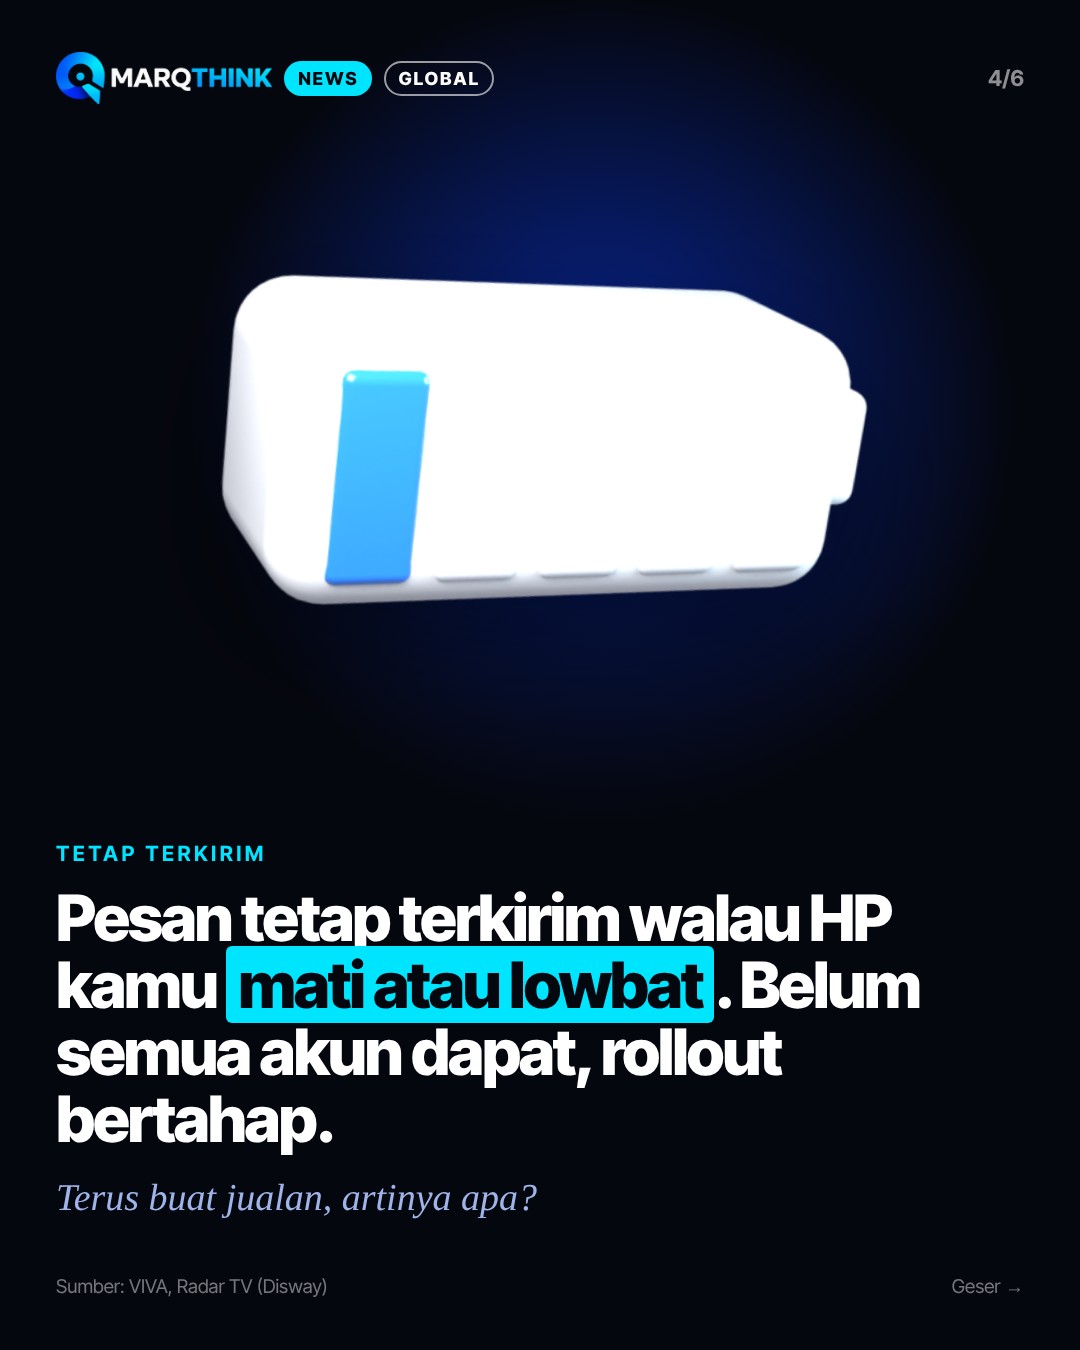 MARQTHINK NEWS GLOBAL 4/6
TETAP TERKIRIM
Pesan tetap terkirim walau HP
kamu mati atau lowbat. Belum
semua akun dapat, rollout
bertahap.
Terus buat jualan, artinya apa?
Sumber: VIVA, Radar TV (Disway) Geser →